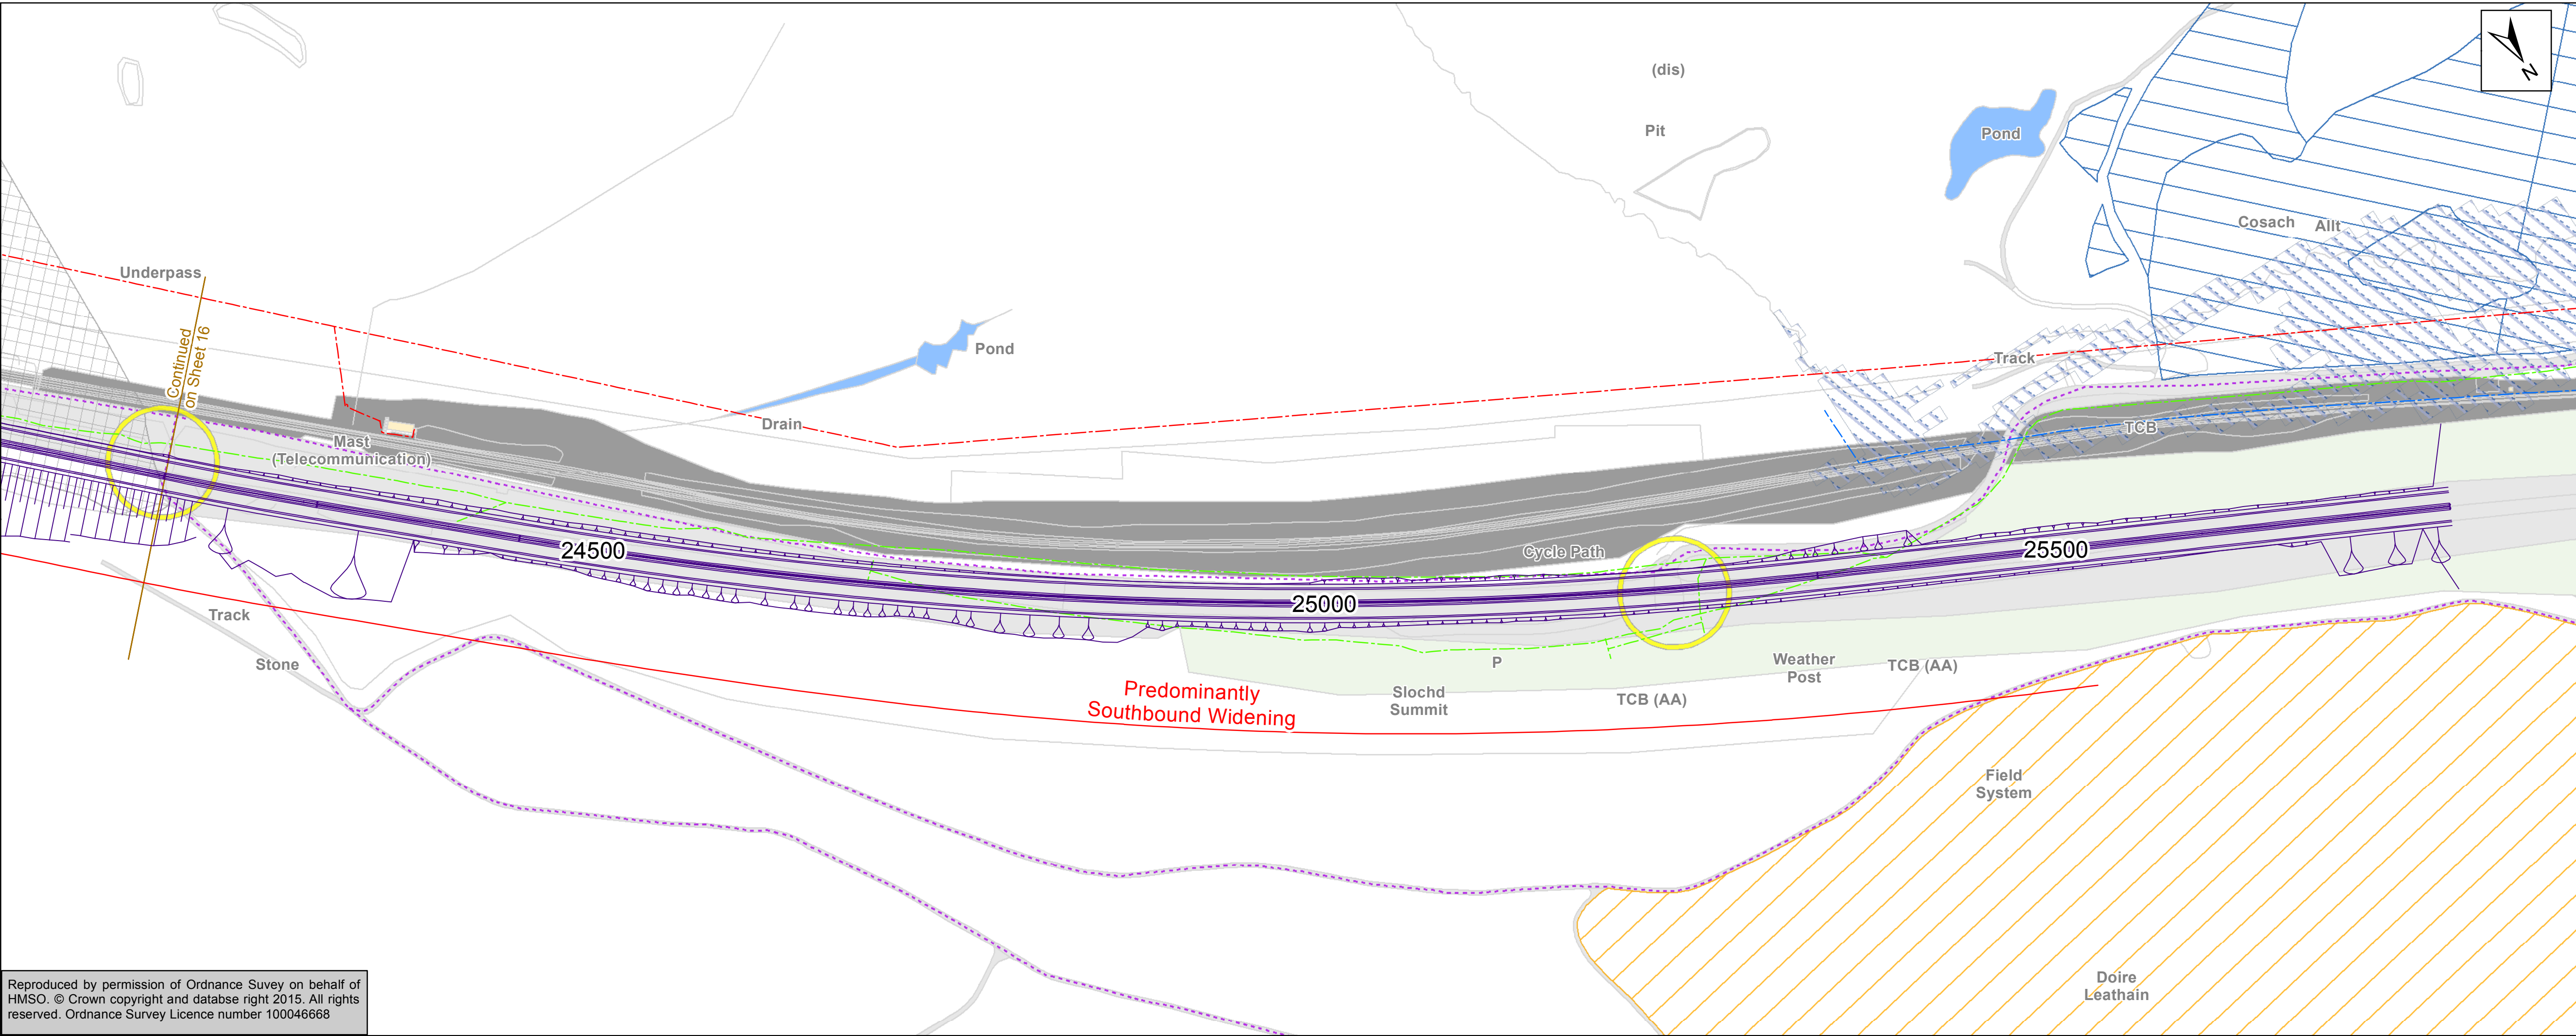 (dis)
Pit
Pond
N
Cosach Allt
Underpass
Continued
on Sheet 16
Pond
Track
Drain
Mast
(Telecommunication)
TCB
24500
Cycle Path
25500
25000
Track
Stone
P
Weather
Post
TCB (AA)
Predominantly
Southbound Widening
Slochd
Summit
TCB (AA)
Field
System
Doire
Leathain
Reproduced by permission of Ordnance Suvey on behalf of
HMSO. © Crown copyright and databse right 2015. All rights
reserved. Ordnance Survey Licence number 100046668